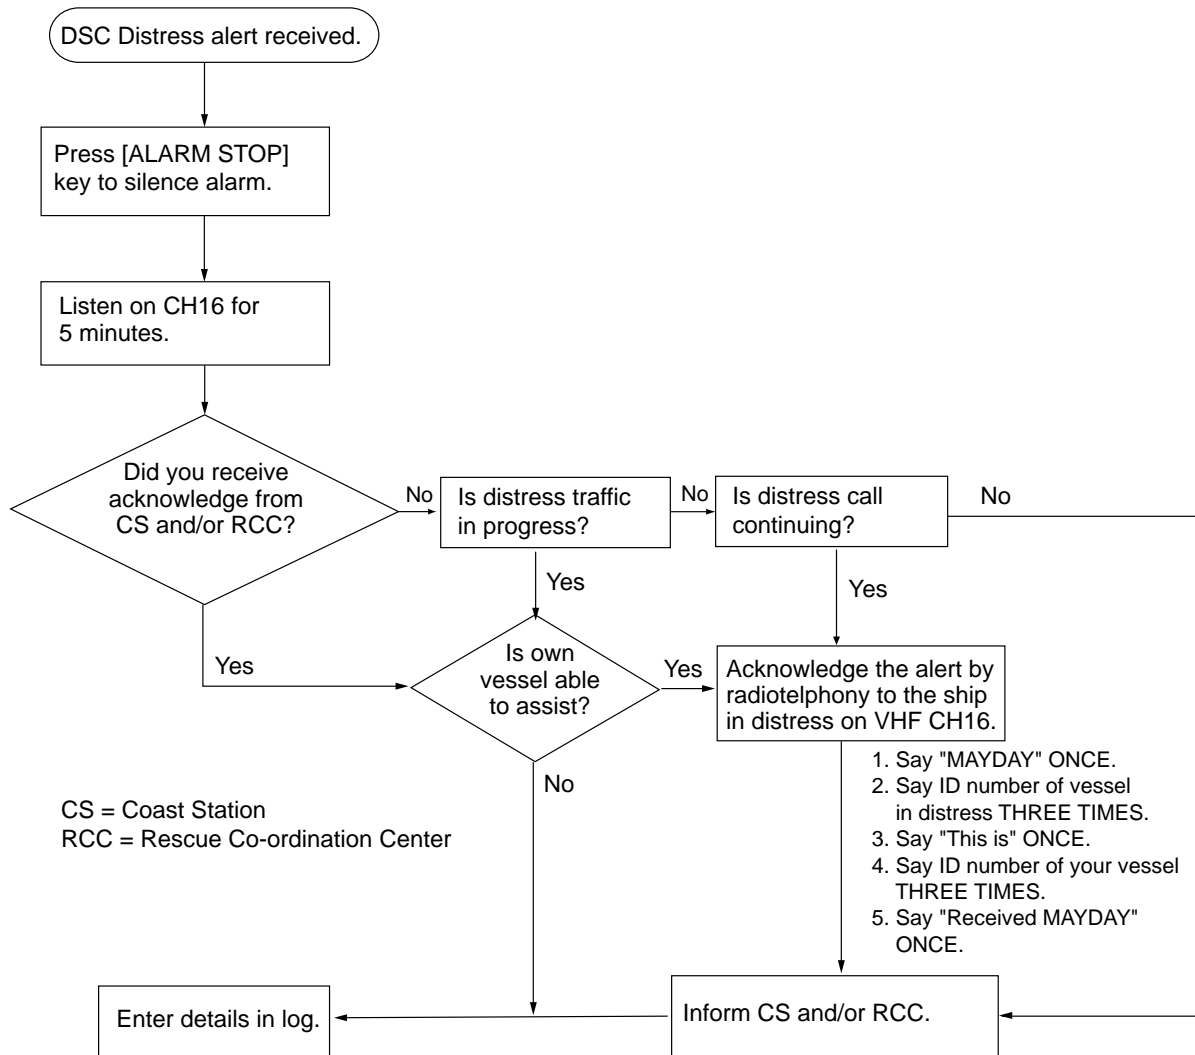 DSC Distress alert received.
Press [ALARM STOP]
key to silence alarm.
Listen on CH16 for
5 minutes.
Did you receive
acknowledge from
CS and/or RCC?
No
Is distress traffic
in progress?
No
Is distress call
continuing?
No
Yes
Yes
Yes
Is own
vessel able
to assist?
Yes
Acknowledge the alert by
radiotelphony to the ship
in distress on VHF CH16.
No
1. Say "MAYDAY" ONCE.
2. Say ID number of vessel
in distress THREE TIMES.
3. Say "This is" ONCE.
4. Say ID number of your vessel
THREE TIMES.
5. Say "Received MAYDAY"
ONCE.
CS = Coast Station
RCC = Rescue Co-ordination Center
Enter details in log.
Inform CS and/or RCC.